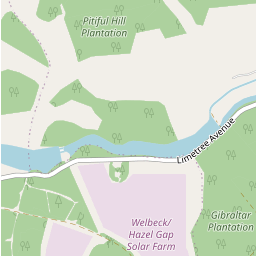 Pitiful Hill
Plantation
Limetree Avenue
Welbeck/
Hazel Gap
Solar Farm
Gibraltar
Plantation